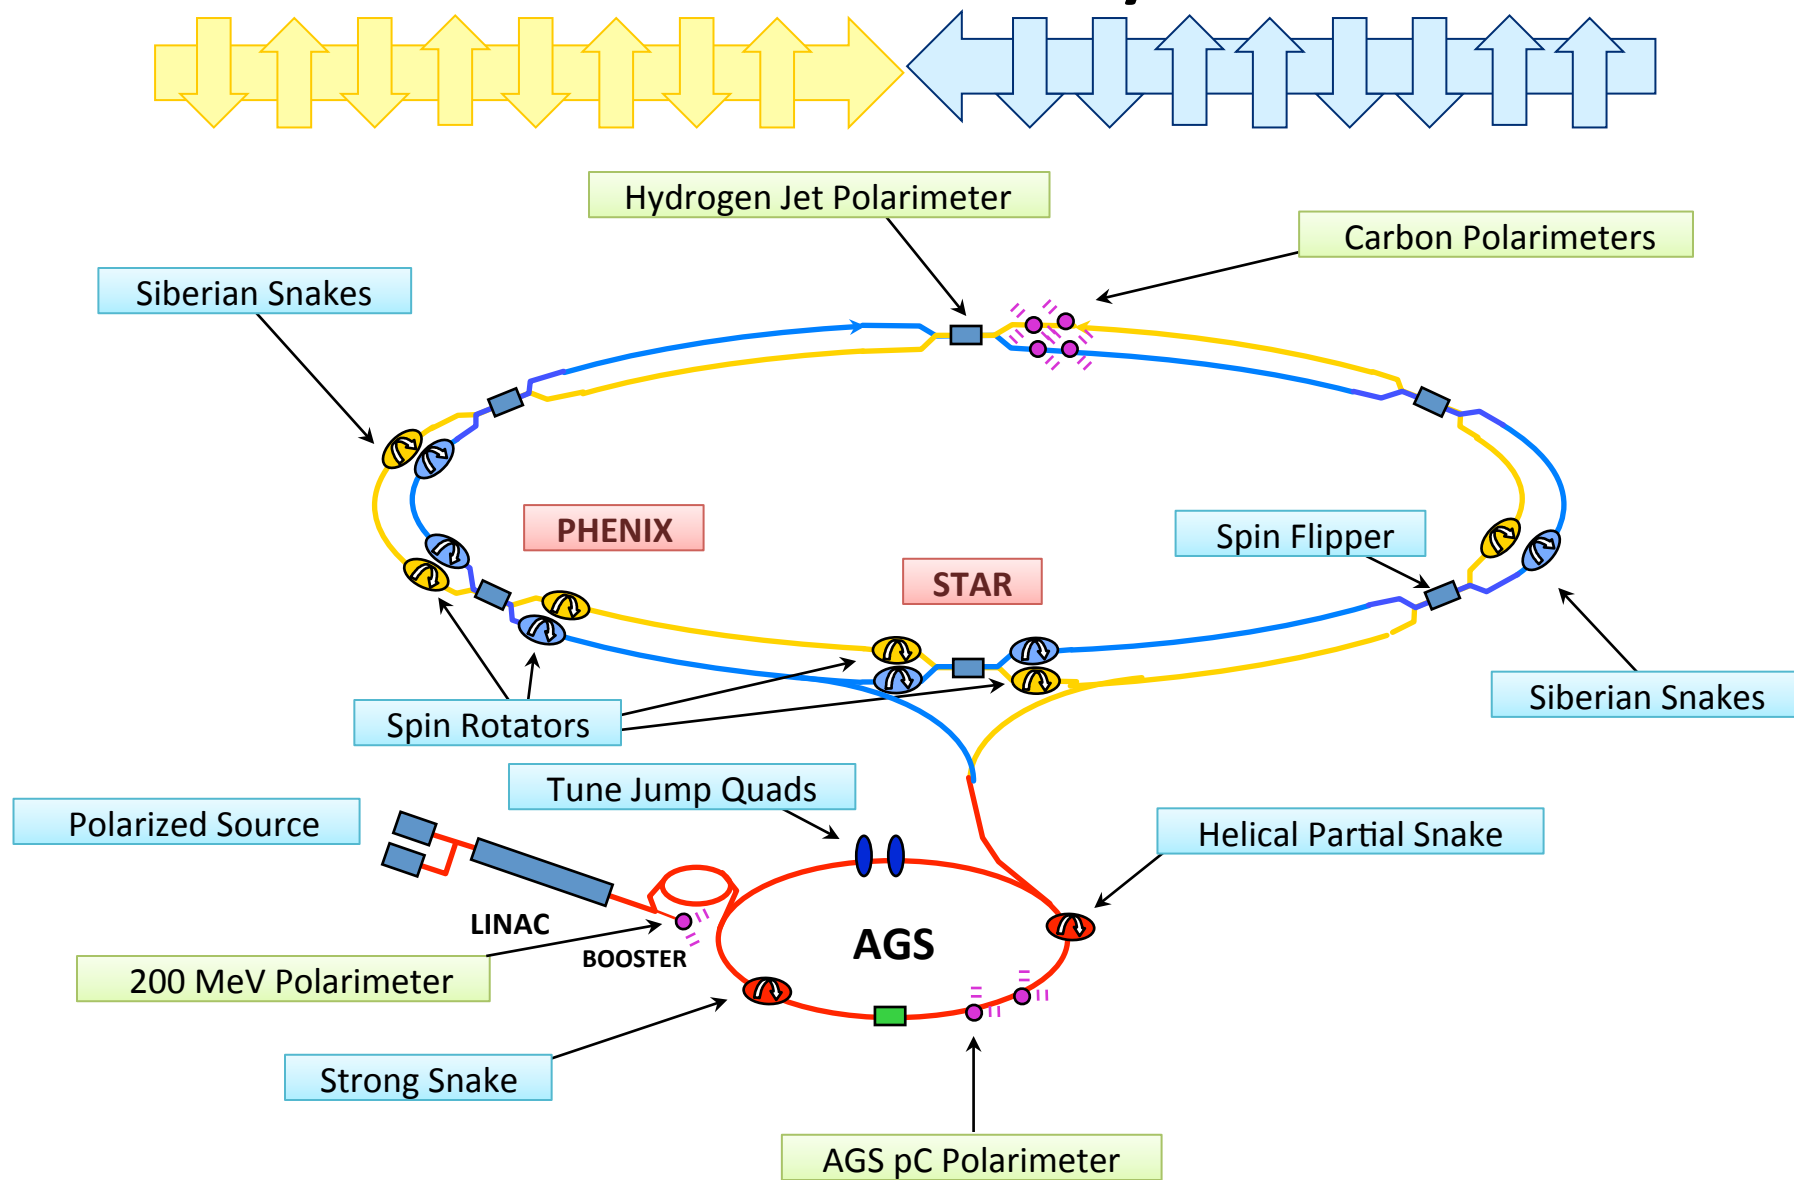 Hydrogen Jet Polarimeter
Carbon Polarimeters
Siberian Snakes
PHENIX
Spin Flipper
STAR
Siberian Snakes
Spin Rotators
Tune Jump Quads
Polarized Source
Helical Partial Snake
LINAC
AGS
BOOSTER
200 MeV Polarimeter
Strong Snake
AGS pC Polarimeter